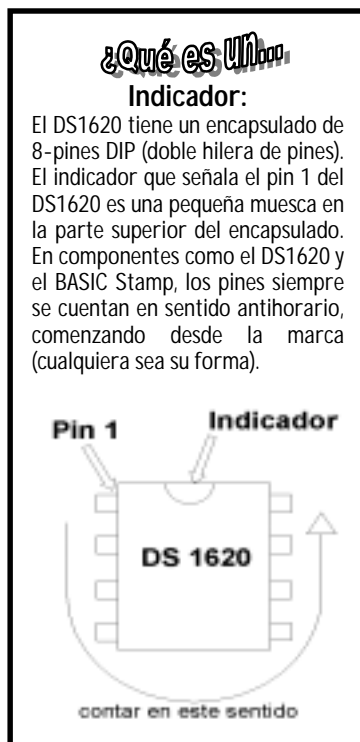 ¿Qué es un...
Indicador:
El DS1620 tiene un encapsulado de
8-pines DIP (doble hilera de pines).
El indicador que señala el pin 1 del
DS1620 es una pequeña muesca en
la parte superior del encapsulado.
En componentes como el DS1620 y
el BASIC Stamp, los pines siempre
se cuentan en sentido antihorario,
comenzando desde la marca
(cualquiera sea su forma).
Pin 1
Indicador
DS 1620
contar en este sentido